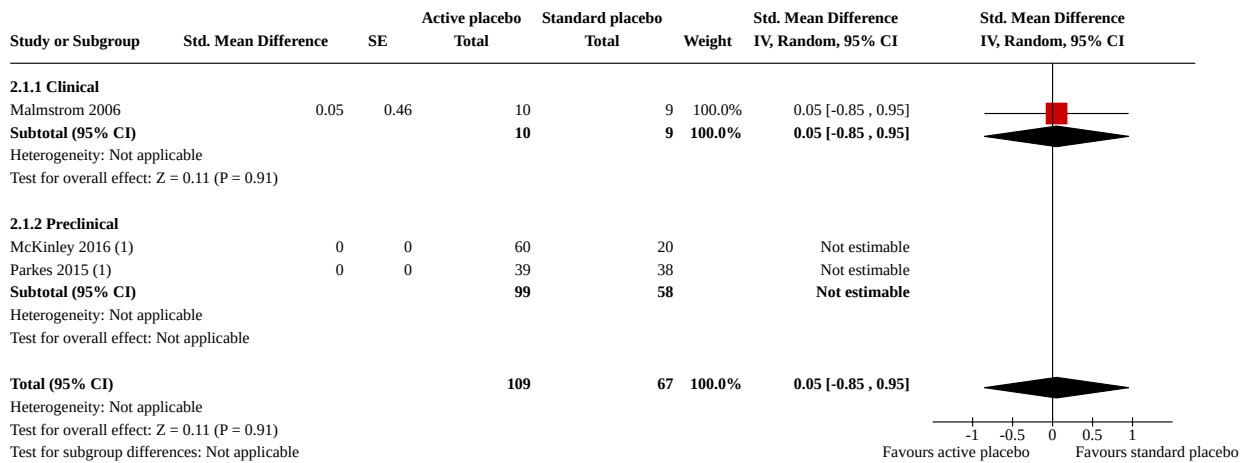 Active placebo Standard placebo Std. Mean Difference Std. Mean Difference
Study or Subgroup Std. Mean Difference SE Total Total Weight IV, Random, 95% CI IV, Random, 95% CI
2.1.1 Clinical
Malmstrom 2006 0.05 0.46 10 9 100.0% 0.05 [-0.85 , 0.95]
Subtotal (95% CI) 10 9 100.0% 0.05 [-0.85 , 0.95]
Heterogeneity: Not applicable
Test for overall effect: Z = 0.11 (P = 0.91)
2.1.2 Preclinical
McKinley 2016 (1) 0 0 60 20 Not estimable
Parkes 2015 (1) 0 0 39 38 Not estimable
Subtotal (95% CI) 99 58 Not estimable
Heterogeneity: Not applicable
Test for overall effect: Not applicable
Total (95% CI) 109 67 100.0% 0.05 [-0.85 , 0.95]
Heterogeneity: Not applicable
Test for overall effect: Z = 0.11 (P = 0.91) -1 -0.5 0 0.5 1
Test for subgroup differences: Not applicable Favours active placebo Favours standard placebo